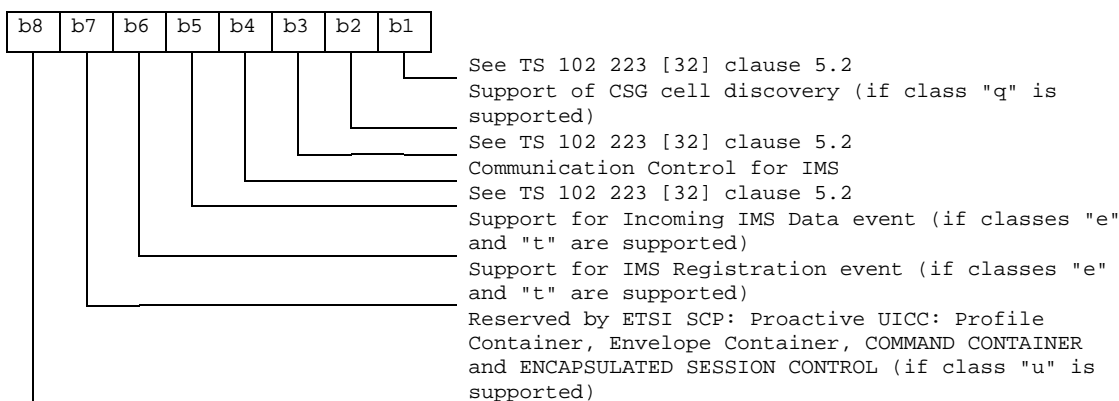 b8 b7 b6 b5 b4 b3 b2 b1
See TS 102 223 [32] clause 5.2
Support of CSG cell discovery (if class "q" is
supported)
See TS 102 223 [32] clause 5.2
Communication Control for IMS
See TS 102 223 [32] clause 5.2
Support for Incoming IMS Data event (if classes "e"
and "t" are supported)
Support for IMS Registration event (if classes "e"
and "t" are supported)
Reserved by ETSI SCP: Proactive UICC: Profile
Container, Envelope Container, COMMAND CONTAINER
and ENCAPSULATED SESSION CONTROL (if class "u" is
supported)